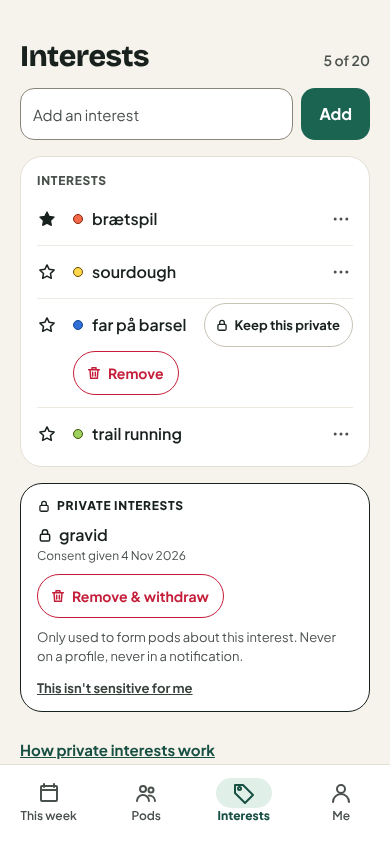 Interests
5 of 20
Add an interest
Add
INTERESTS
brætspil
sourdough
far på barsel
Keep this private
Remove
trail running
PRIVATE INTERESTS
gravid
Consent given 4 Nov 2026
Remove & withdraw
Only used to form pods about this interest. Never
on a profile, never in a notification.
This isn't sensitive for me
How private interests work
This week
Pods
Interests
Me